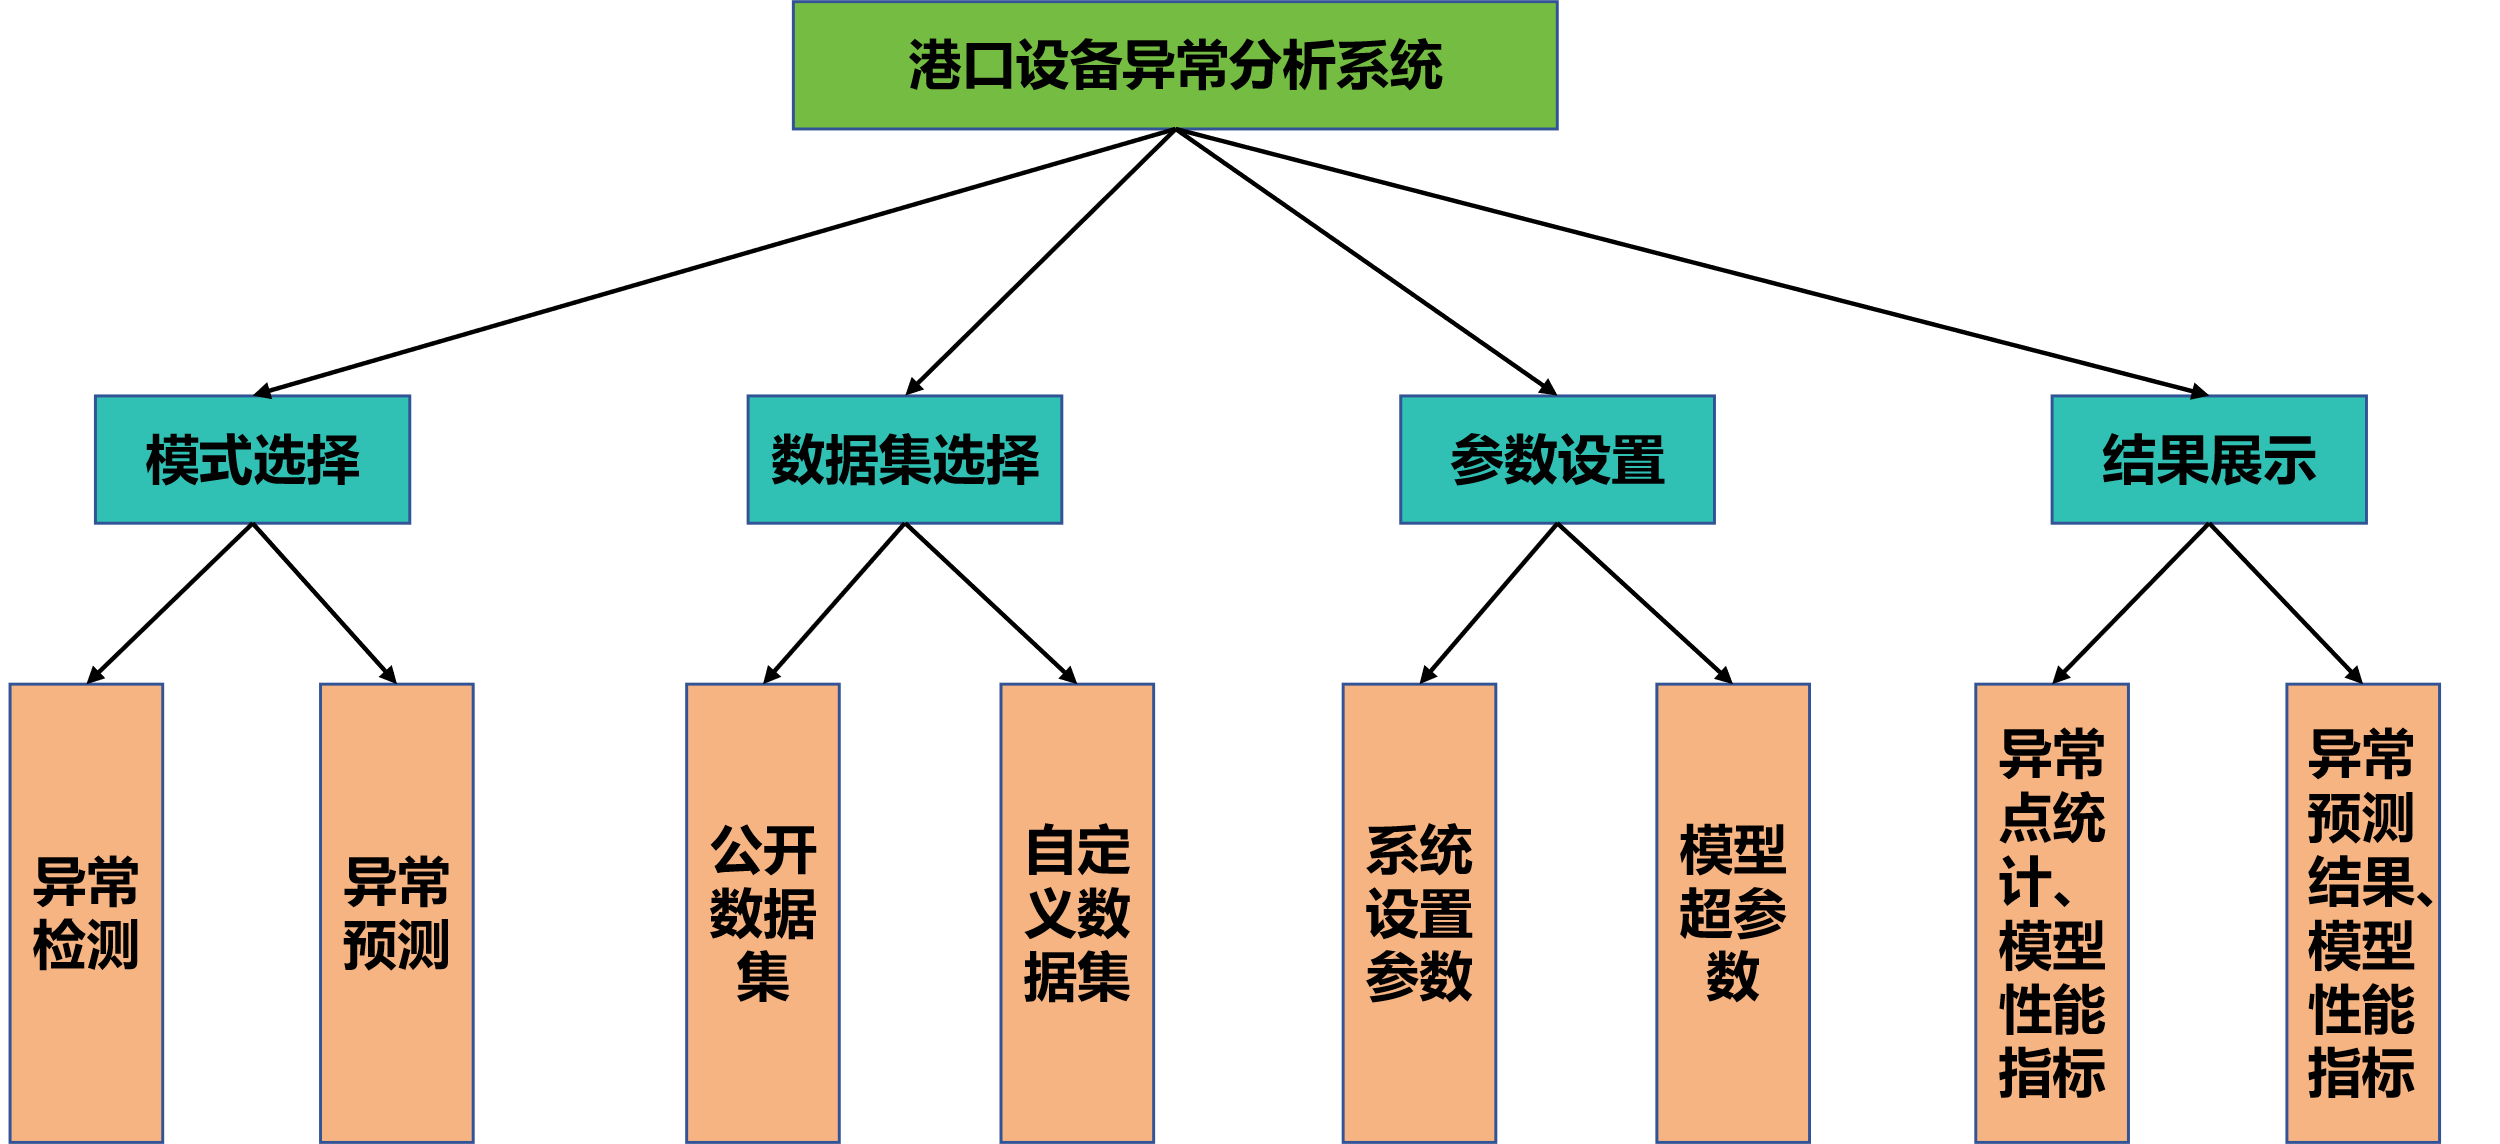 港口设备异常分析系统
模式选择
数据集选择
参数设置
结果展示
异常
检测
异常
预测
公开
数据
集
自定
义数
据集
系统
设置
参数
模型
超参
数
异常
点统
计、
模型
性能
指标
异常
预测
结果、
模型
性能
指标